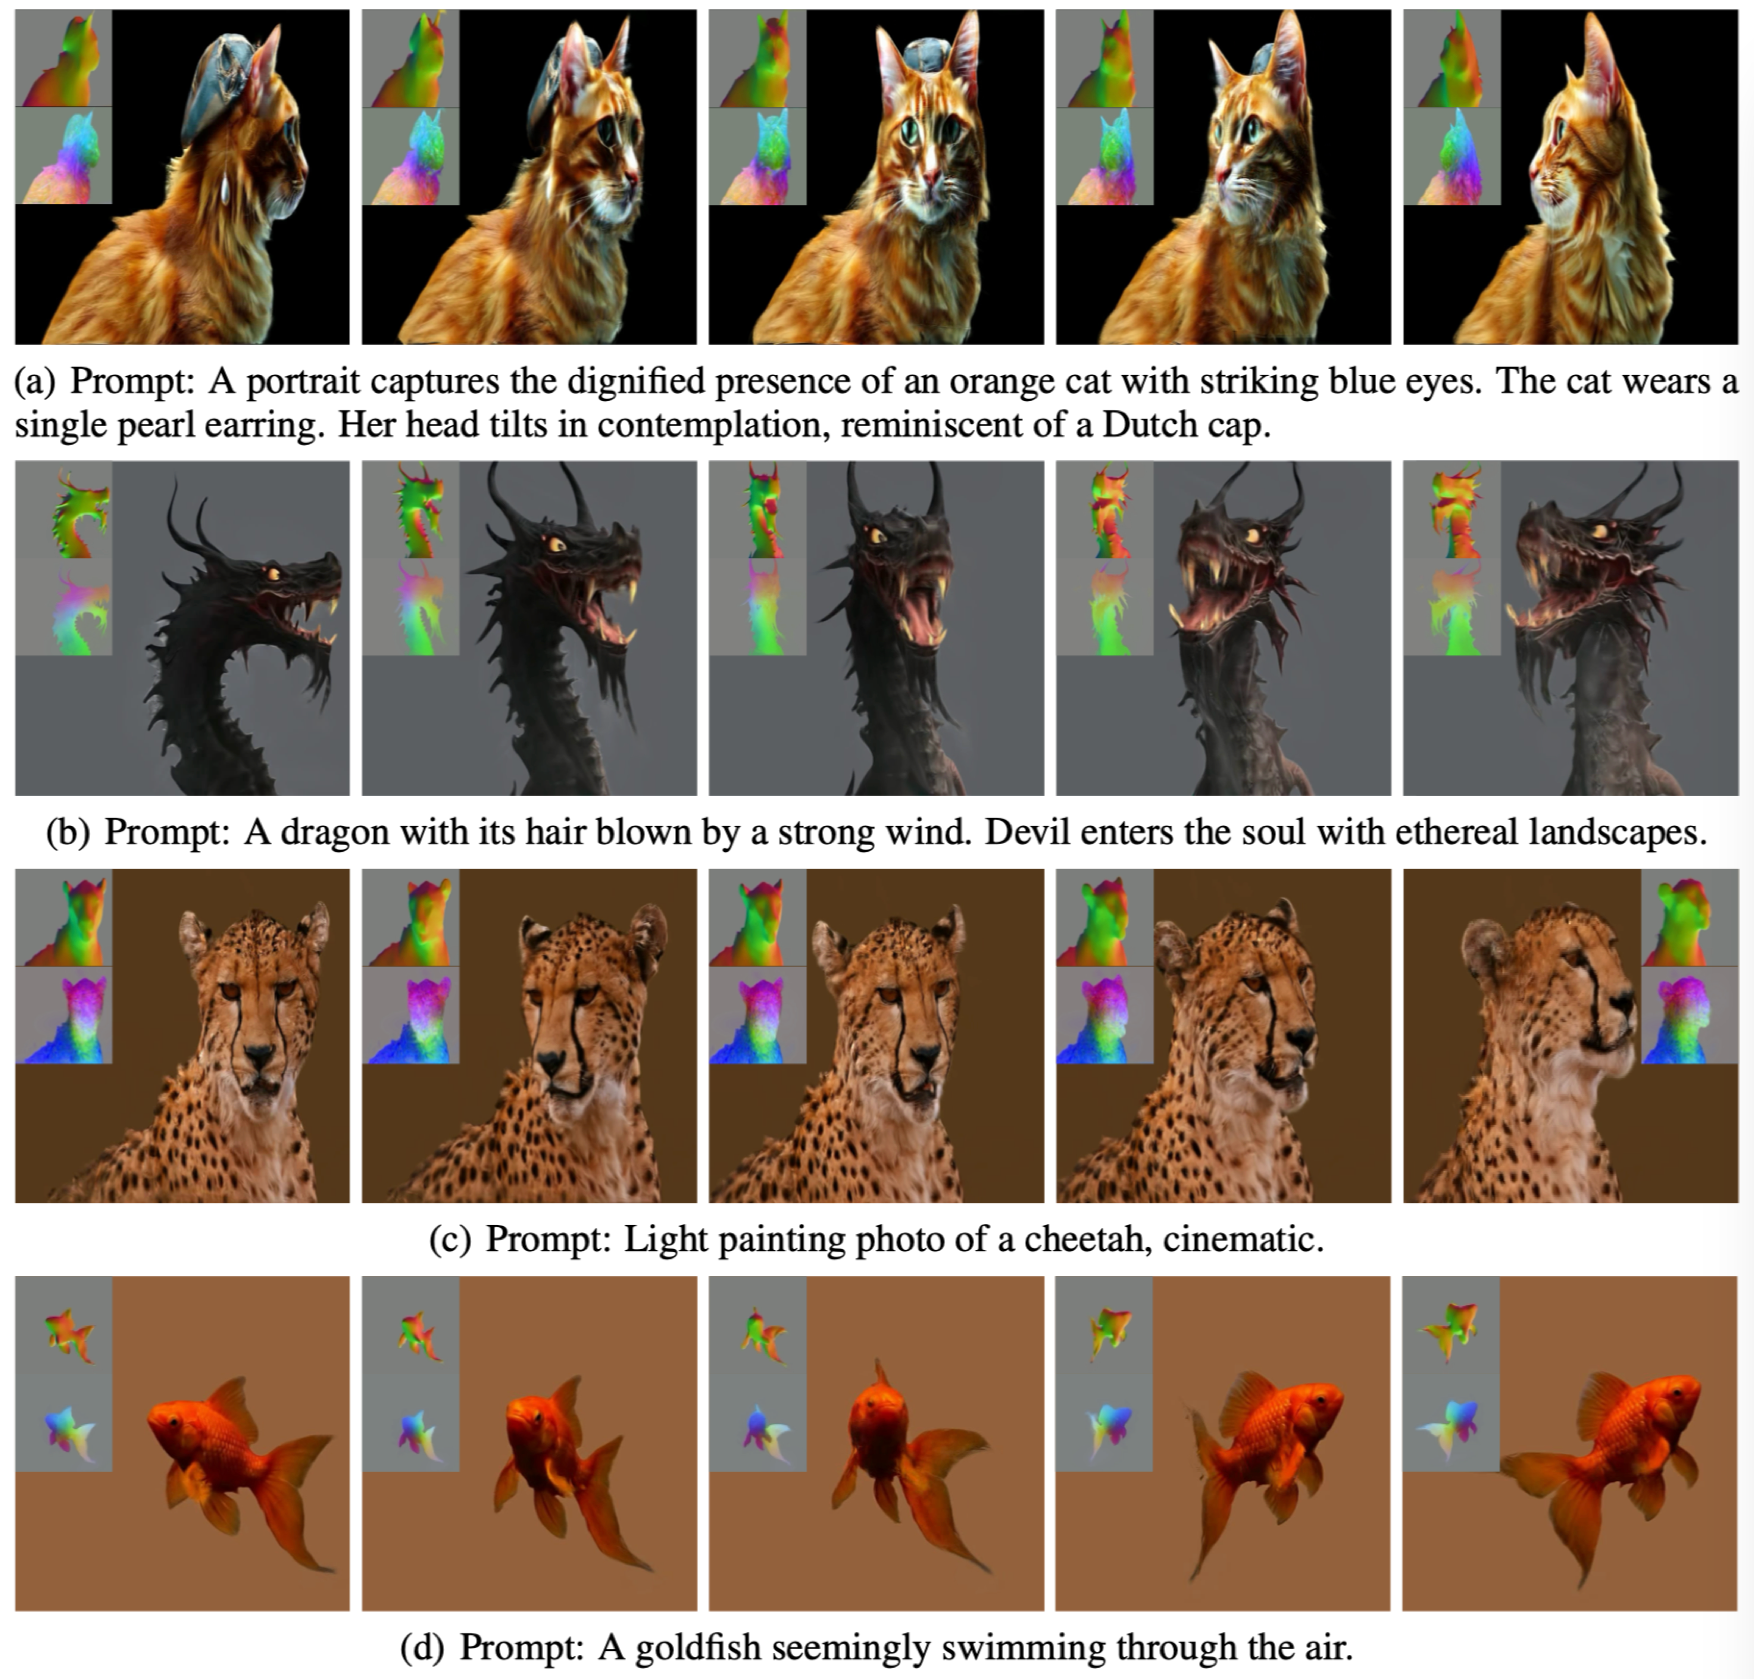 (a) Prompt: A portrait captures the dignified presence of an orange cat with striking blue eyes. The cat wears a
single pearl earring. Her head tilts in contemplation, reminiscent of a Dutch cap.
(b) Prompt: A dragon with its hair blown by a strong wind. Devil enters the soul with ethereal landscapes.
(c) Prompt: Light painting photo of a cheetah, cinematic.
(d) Prompt: A goldfish seemingly swimming through the air.